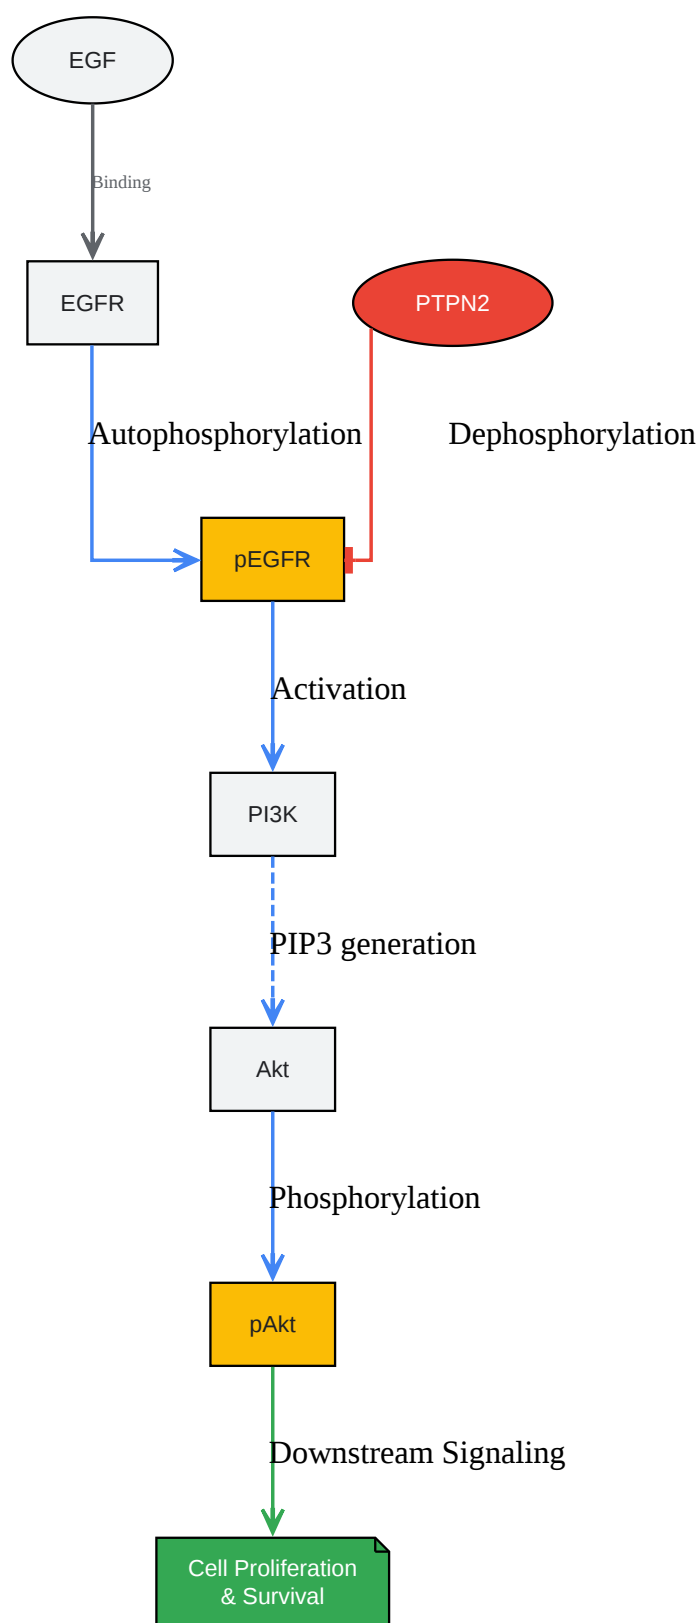 EGF
Binding
EGFR
PTPN2
Autophosphorylation
Dephosphorylation
pEGFR
Activation
PI3K
PIP3 generation
Akt
Phosphorylation
pAkt
Downstream Signaling
Cell Proliferation
& Survival